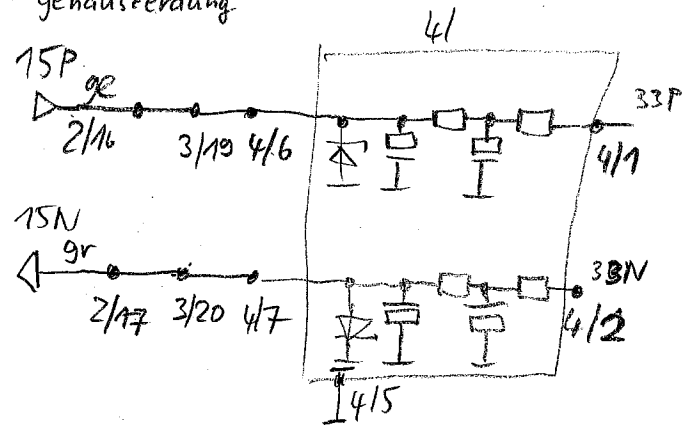 gehäuseerdung
4/
15P
ge
33P
2/16 3/19 4/6
4/1
15N
gr
33N
2/17 3/20 4/7
4/2
4/5